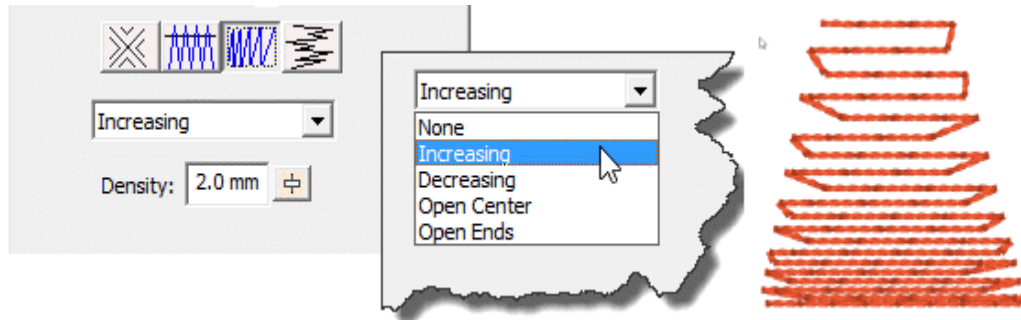 Increasing
Density: 2.0 mm
Increasing
None
Increasing
Decreasing
Open Center
Open Ends